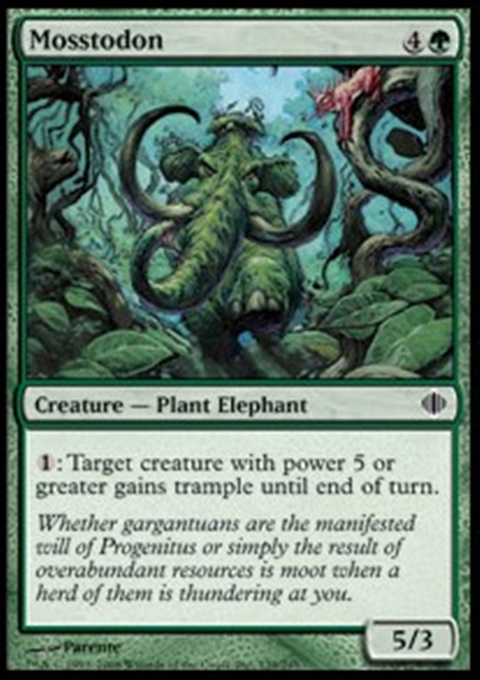 Mosstodon 4
Creature — Plant Elephant
1: Target creature with power 5 or
greater gains trample until end of turn.
Whether gargantuans are the manifested
will of Progenitus or simply the result of
overabundant resources is moot when a
herd of them is thundering at you.
5/3
Parente